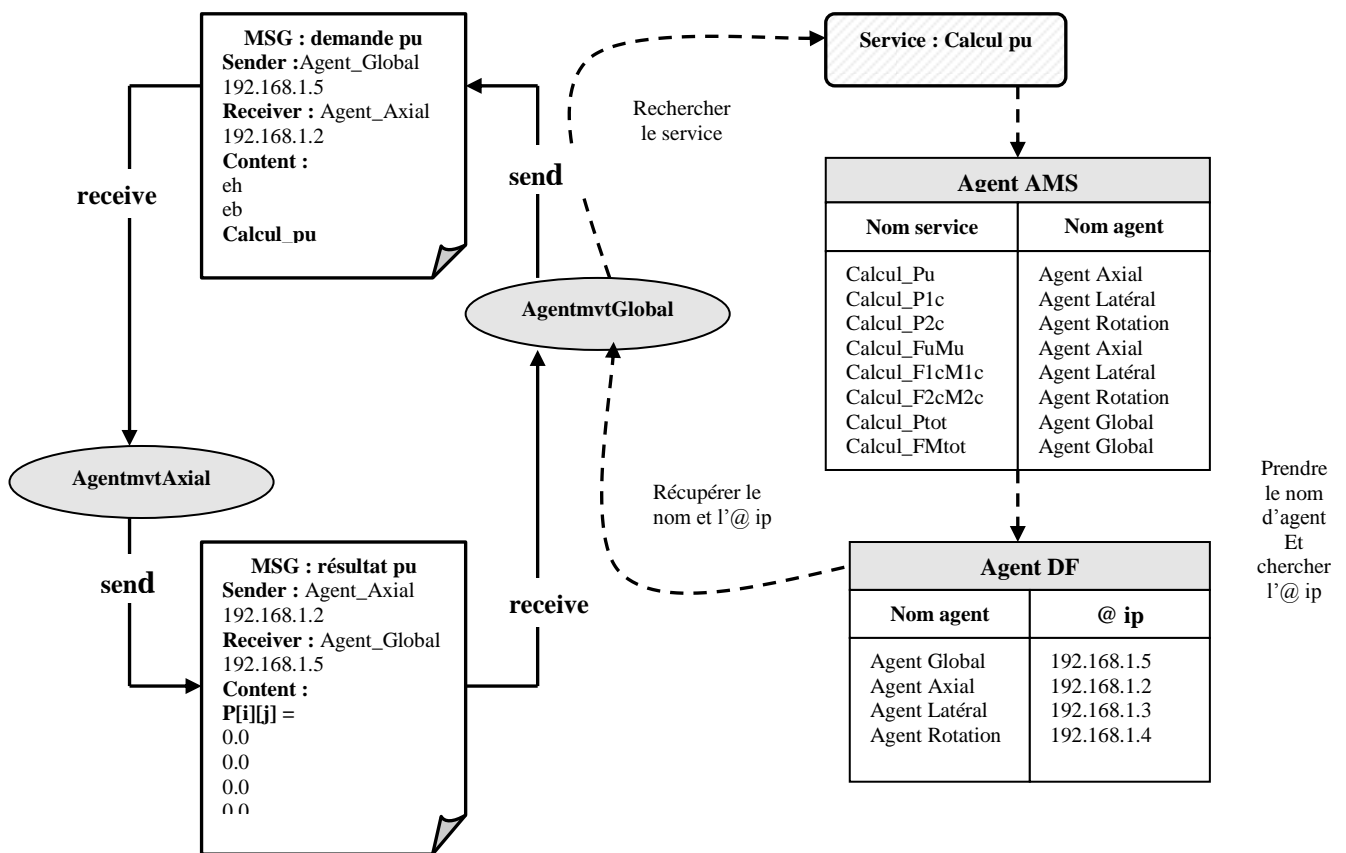 MSG : demande pu
Sender :Agent_Global
192.168.1.5
Receiver : Agent_Axial
192.168.1.2
Content :
eh
eb
Calcul_pu
receive
send
AgentmvtGlobal
AgentmvtAxial
send
MSG : résultat pu
Sender : Agent_Axial
192.168.1.2
Receiver : Agent_Global
192.168.1.5
Content :
P[i][j] =
0.0
0.0
0.0
0.0
receive
Rechercher
le service
Service : Calcul pu
Agent AMS
Nom service Nom agent
Calcul_Pu Agent Axial
Calcul_P1c Agent Latéral
Calcul_P2c Agent Rotation
Calcul_FuMu Agent Axial
Calcul_F1cM1c Agent Latéral
Calcul_F2cM2c Agent Rotation
Calcul_Ptot Agent Global
Calcul_FMtot Agent Global
Prendre
le nom
d’agent
Et
chercher
l’@ ip
Récupérer le
nom et l’@ ip
Agent DF
Nom agent @ ip
Agent Global 192.168.1.5
Agent Axial 192.168.1.2
Agent Latéral 192.168.1.3
Agent Rotation 192.168.1.4